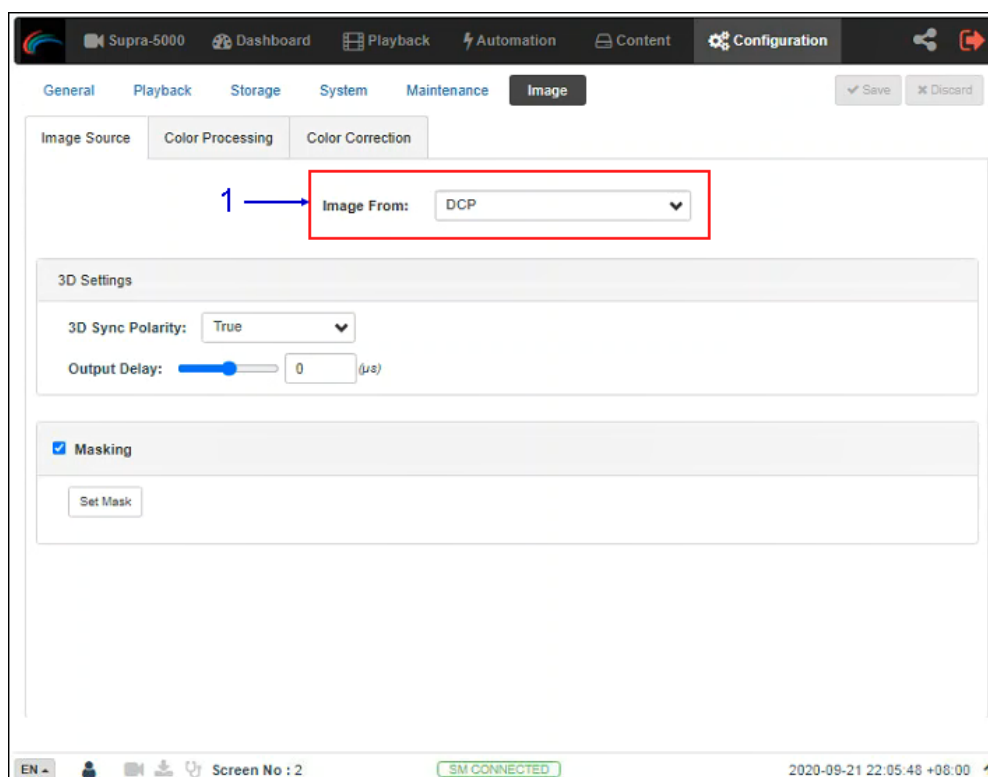 Supra-5000 Dashboard Playback Automation Content Configuration
General Playback Storage System Maintenance Image Save Discard
Image Source Color Processing Color Correction
1 Image From: DCP
3D Settings
3D Sync Polarity: True
Output Delay: 0 (µs)
Masking
Set Mask
EN Screen No : 2 SM CONNECTED 2020-09-21 22:05:48 +08:00